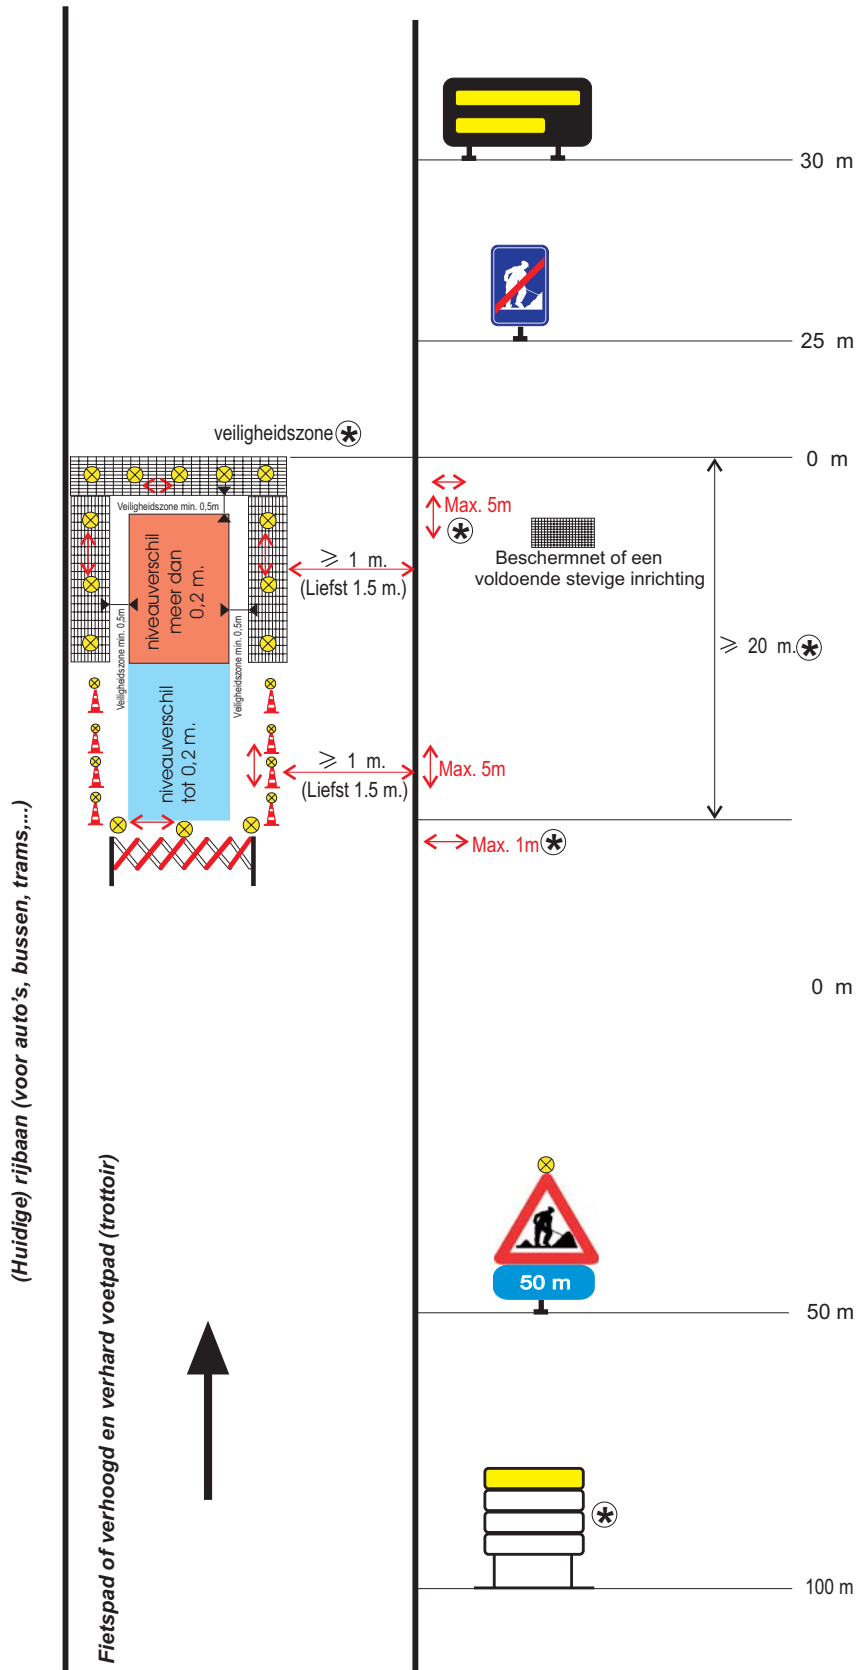 30 m
25 m
veiligheidszone
0 m
Veiligheidszone min. 0,5m
Max. 5m
niveauverschil
meer dan
0,2 m.
≥ 1 m.
(Liefst 1.5 m.)
Beschermnet of een
voldoende stevige inrichting
Veiligheidszone min. 0,5m
Veiligheidszone min. 0,5m
≥ 20 m.
niveauverschil
tot 0,2 m.
≥ 1 m.
(Liefst 1.5 m.)
Max. 5m
Max. 1m
0 m
(Huidige) rijbaan (voor auto's, bussen, trams,...)
Fietspad of verhoogd en verhard voetpad (trottoir)
50 m
50 m
100 m